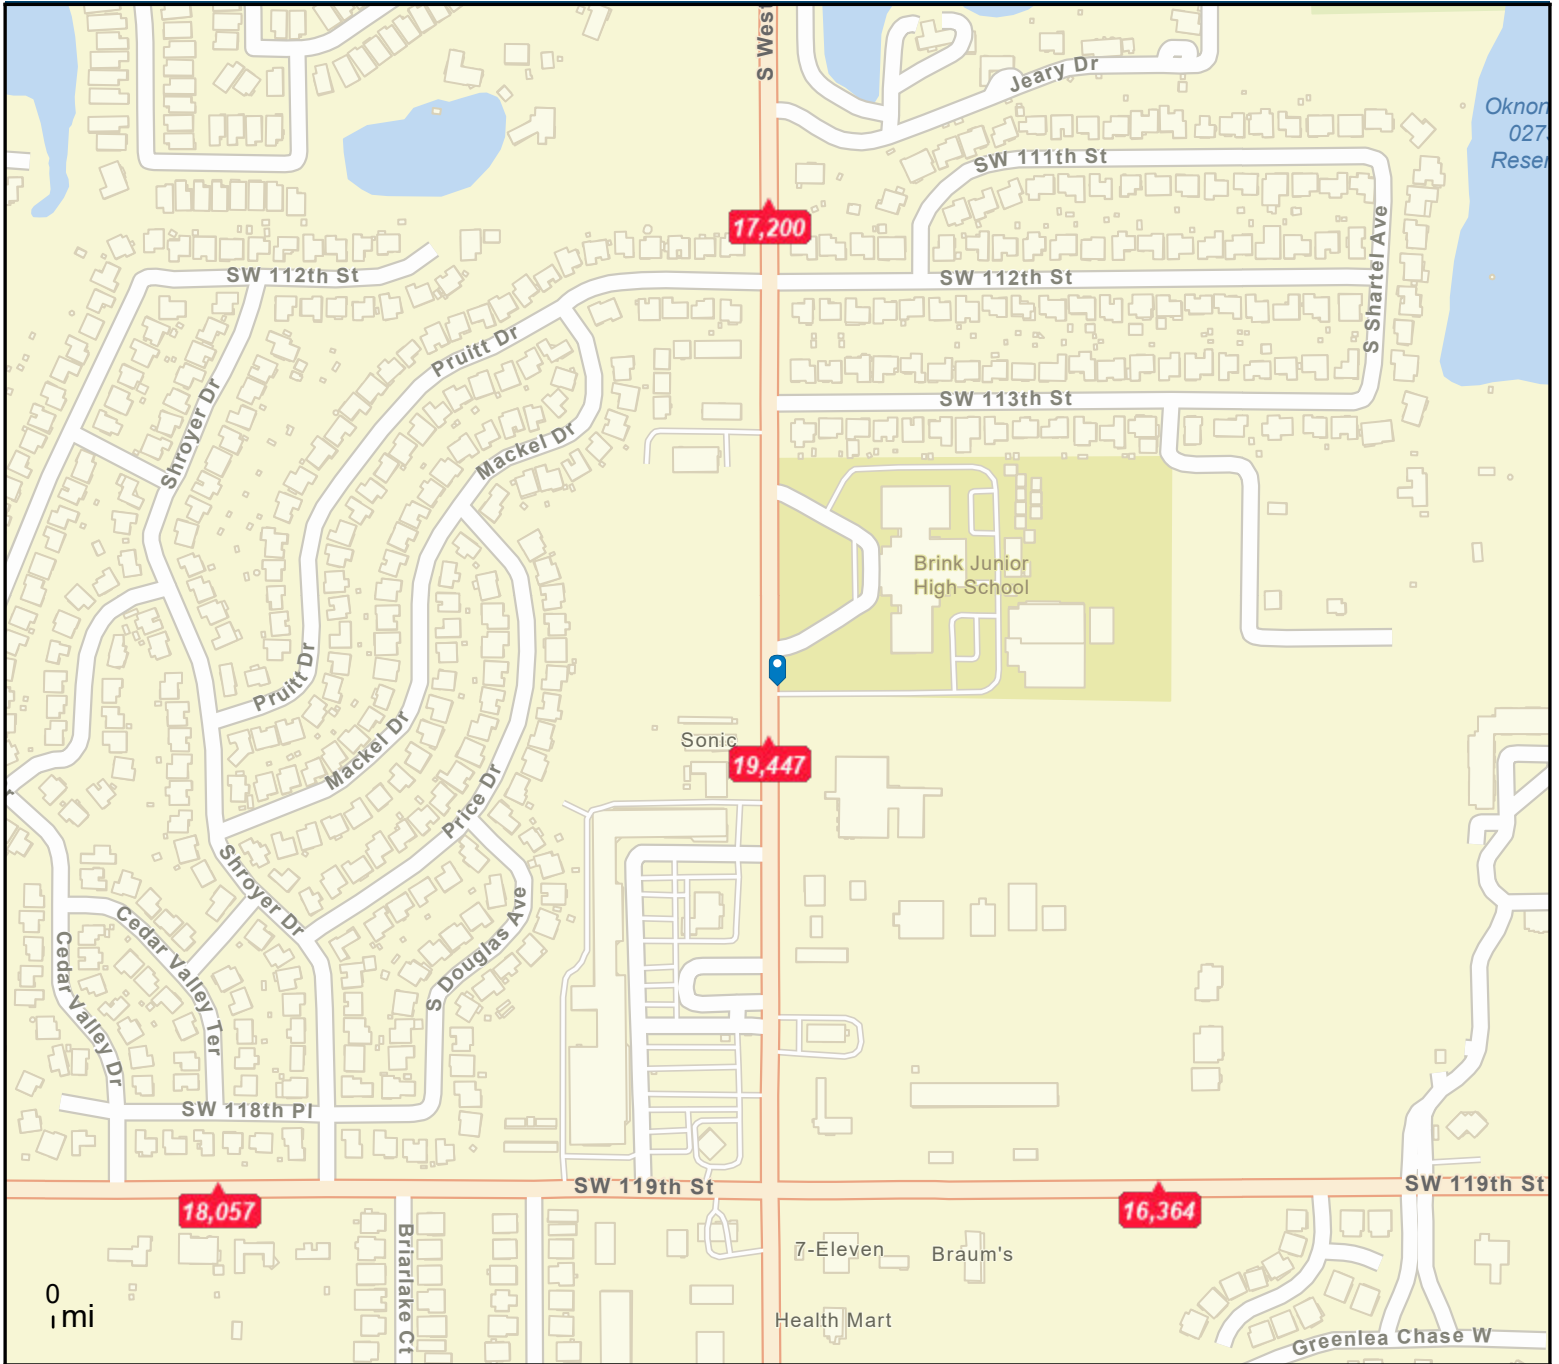 S West
Jeary Dr
Oknon
027
Reser
SW 111th St
17,200
S Shartel Ave
SW 112th St
SW 112th St
Pruitt Dr
SW 113th St
Shroyer Dr
Mackel Dr
Brink Junior
High School
Pruitt Dr
Mackel Dr
Sonic
19,447
Price Dr
Shroyer Dr
Cedar Valley Ter
S Douglas Ave
Cedar Valley Dr
SW 118th Pl
SW 119th St
SW 119th St
18,057
16,364
Briarlake Ct
7-Eleven
Braum's
0
mi
Health Mart
Greenlea Chase W